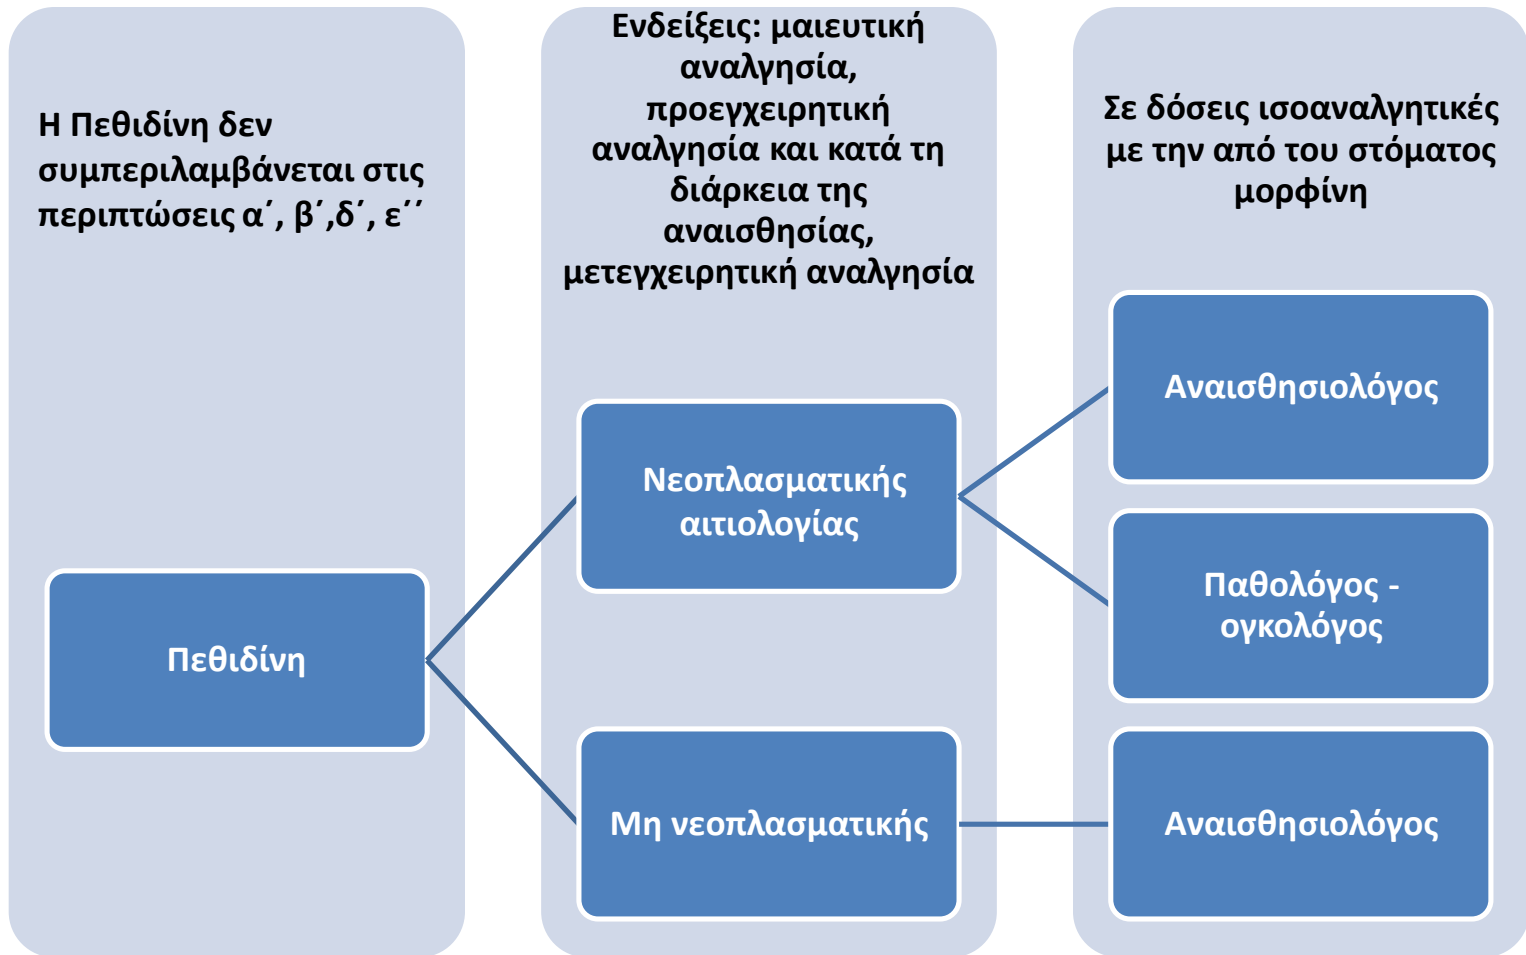 Η Πεθιδίνη δεν
συμπεριλαμβάνεται στις
περιπτώσεις α΄, β΄,δ΄, ε΄΄
Πεθιδίνη
Ενδείξεις: μαιευτική
αναλγησία,
προεγχειρητική
αναλγησία και κατά τη
διάρκεια της
αναισθησίας,
μετεγχειρητική αναλγησία
Νεοπλασματικής
αιτιολογίας
Μη νεοπλασματικής
Σε δόσεις ισοαναλγητικές
με την από του στόματος
μορφίνη
Αναισθησιολόγος
Παθολόγος -
ογκολόγος
Αναισθησιολόγος